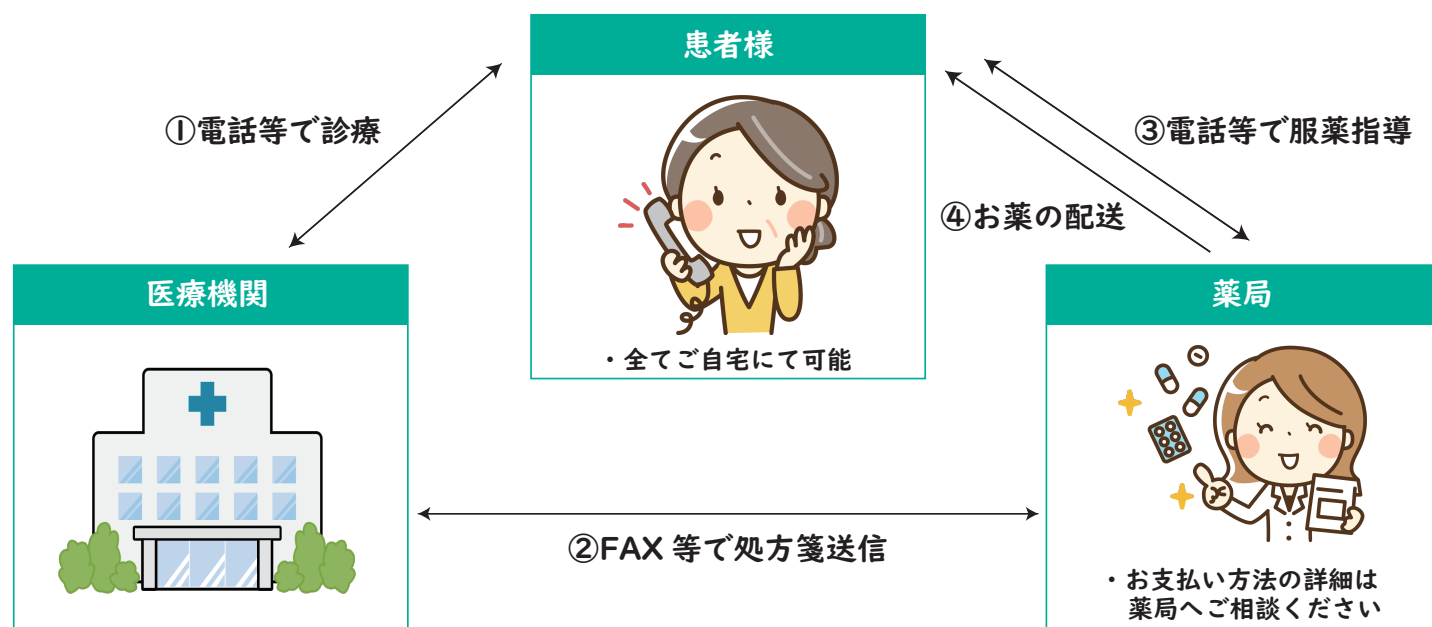 患者様
①電話等で診療
③電話等で服薬指導
④お薬の配送
・全てご自宅にて可能
医療機関
薬局
②FAX 等で処方箋送信
・お支払い方法の詳細は
薬局へご相談ください